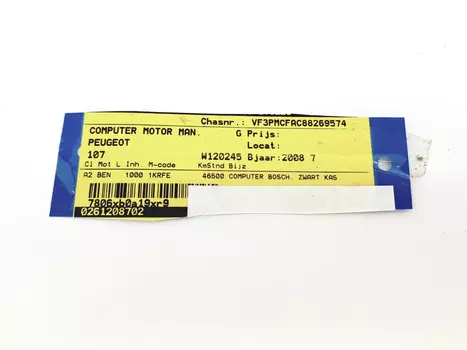 Chasnr.: VF3PMCFAC88269574
COMPUTER MOTOR MAN. G Prijs:
PEUGEOT Locat:
107 W120245 Bjaar:2008 7
Ci Mot L Inh. M-code KmStnd Bijz.
A2 BEN 1000 1KRFE 46500 COMPUTER BOSCH. ZWART KAS
7806xb0a19xr9
0261208702